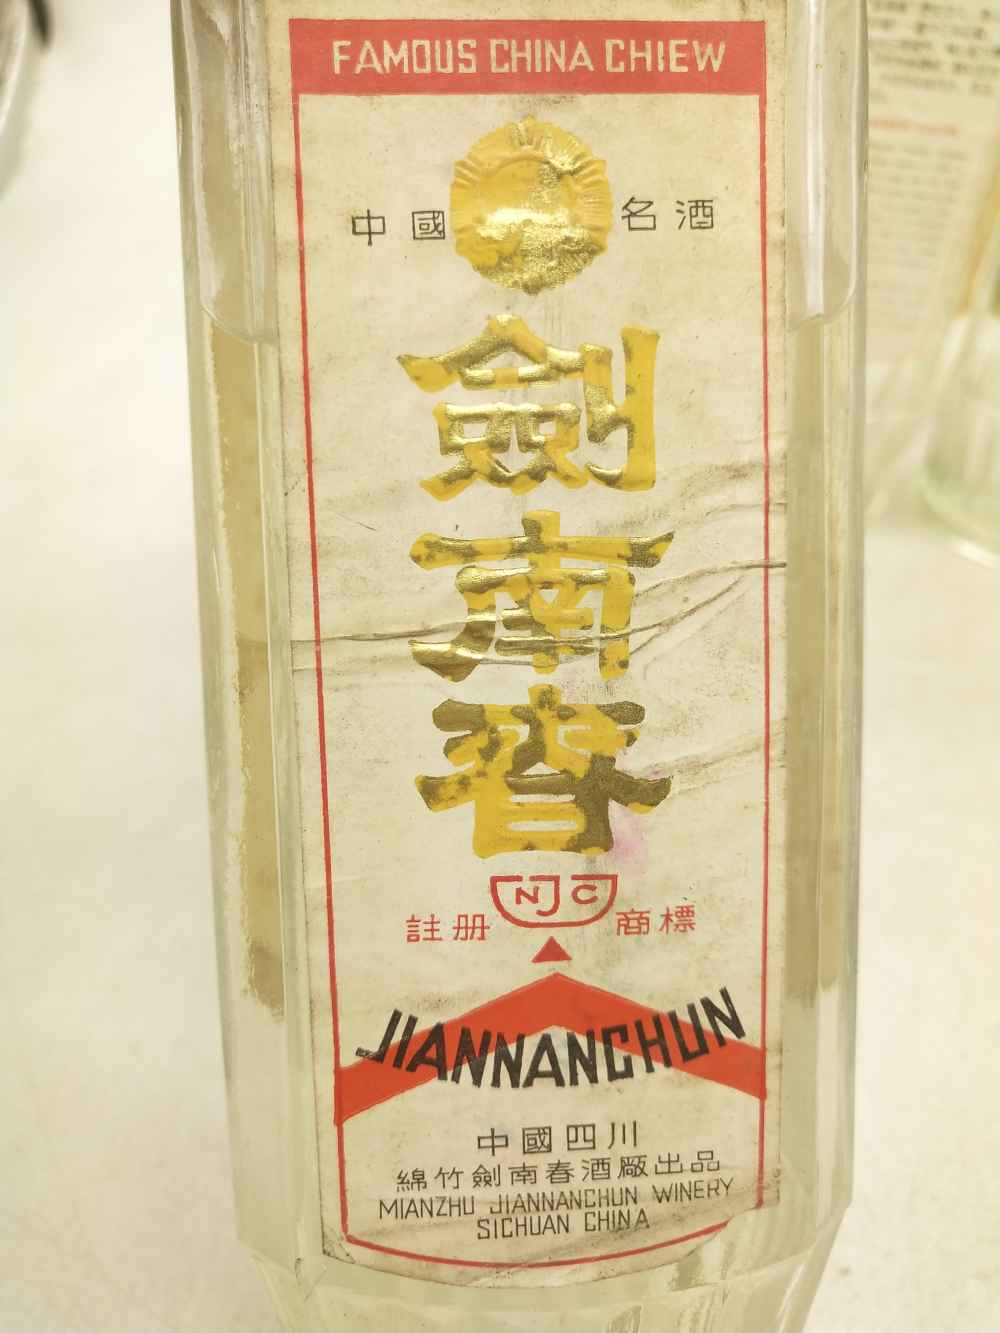 FAMOUS CHINA CHIEW
中國 名酒
劍南春
NJC
註册 商標
JIANNANCHUN
中國四川
綿竹劍南春酒廠出品
MIANZHU JIANNANCHUN WINERY
SICHUAN CHINA